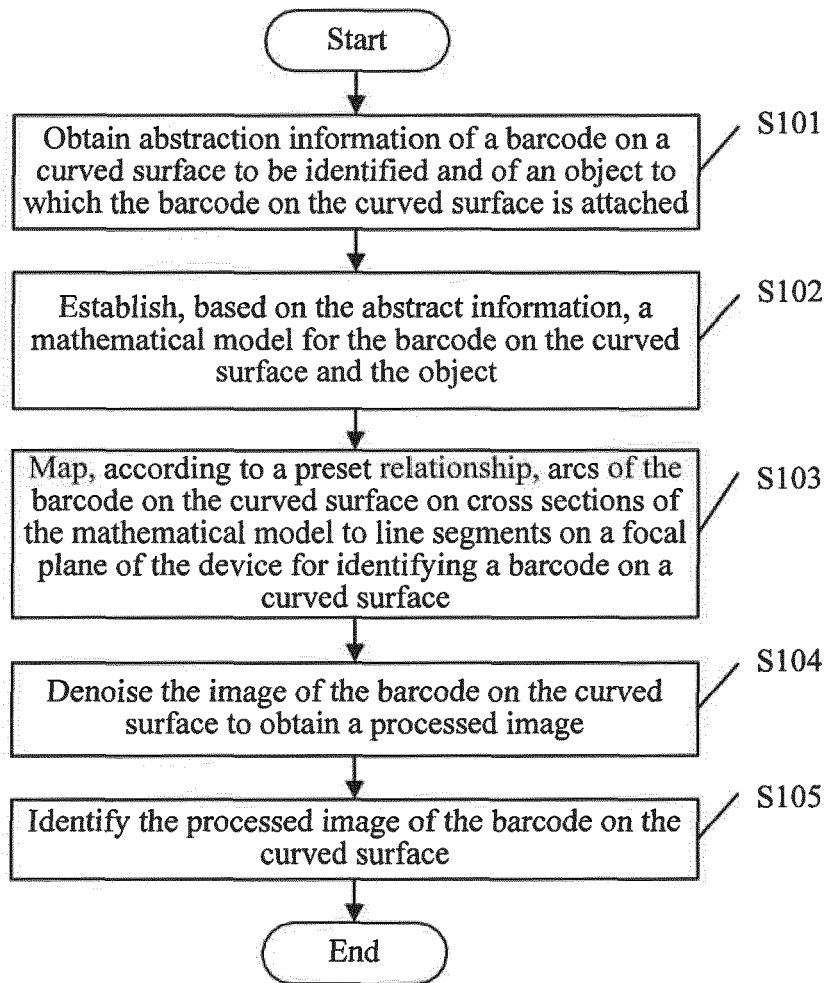 Start
Obtain abstraction information of a barcode on a
curved surface to be identified and of an object to
which the barcode on the curved surface is attached
S101
Establish, based on the abstract information, a
mathematical model for the barcode on the curved
surface and the object
S102
Map, according to a preset relationship, arcs of the
barcode on the curved surface on cross sections of
the mathematical model to line segments on a focal
plane of the device for identifying a barcode on a
curved surface
S103
Denoise the image of the barcode on the curved
surface to obtain a processed image
S104
Identify the processed image of the barcode on the
curved surface
S105
End